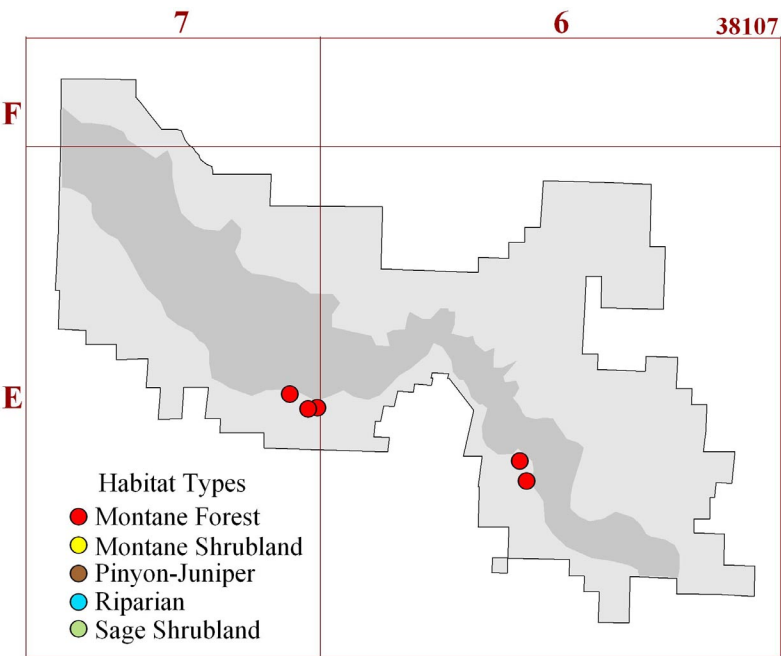 7 6 38107
F
E
Habitat Types
Montane Forest
Montane Shrubland
Pinyon-Juniper
Riparian
Sage Shrubland